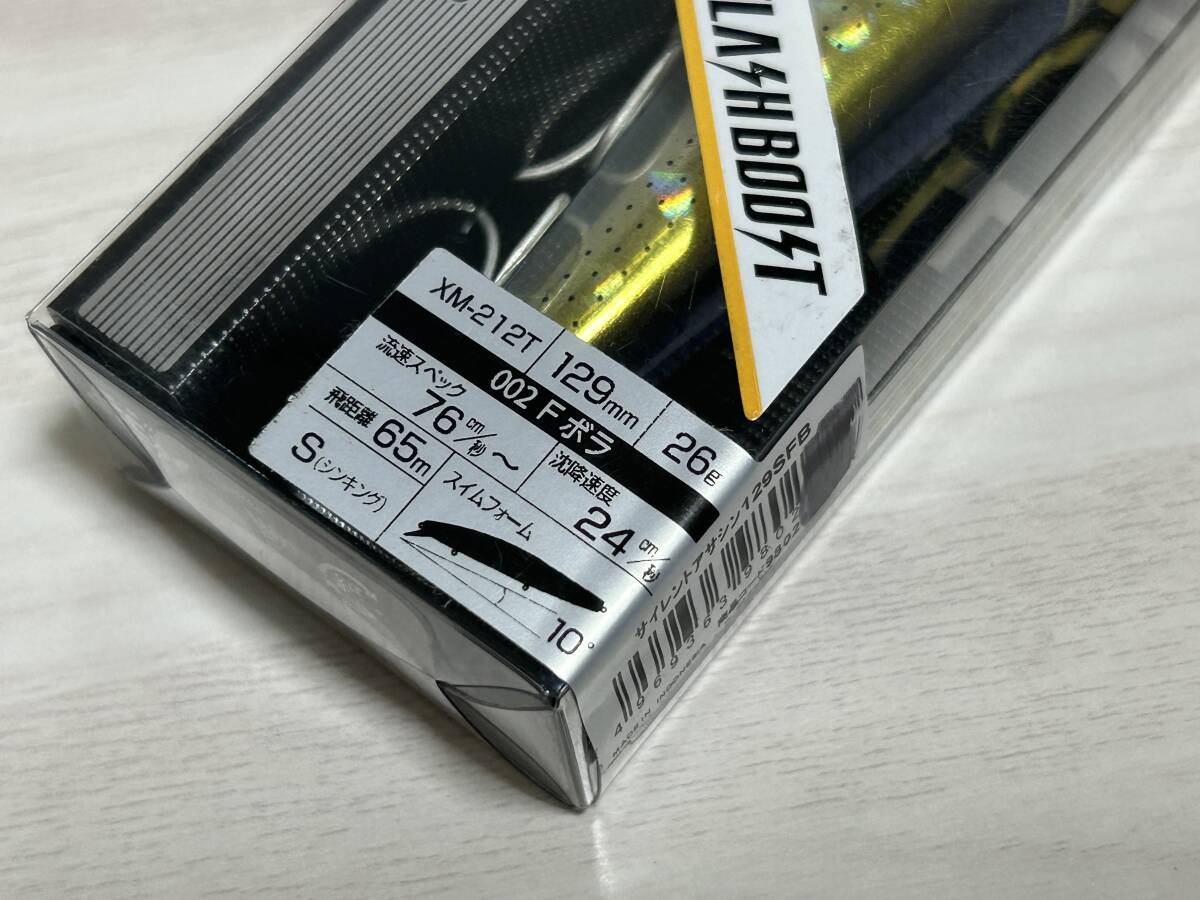 FLASH BOOST
XM-212T 129mm 26g
002 F ボラ
流速スペック 76cm/秒～
沈降速度 24cm/秒
飛距離 65m
スイムフォーム
S(シンキング)
10°
サイレントアサシン129SFB
MADE IN INDONESIA